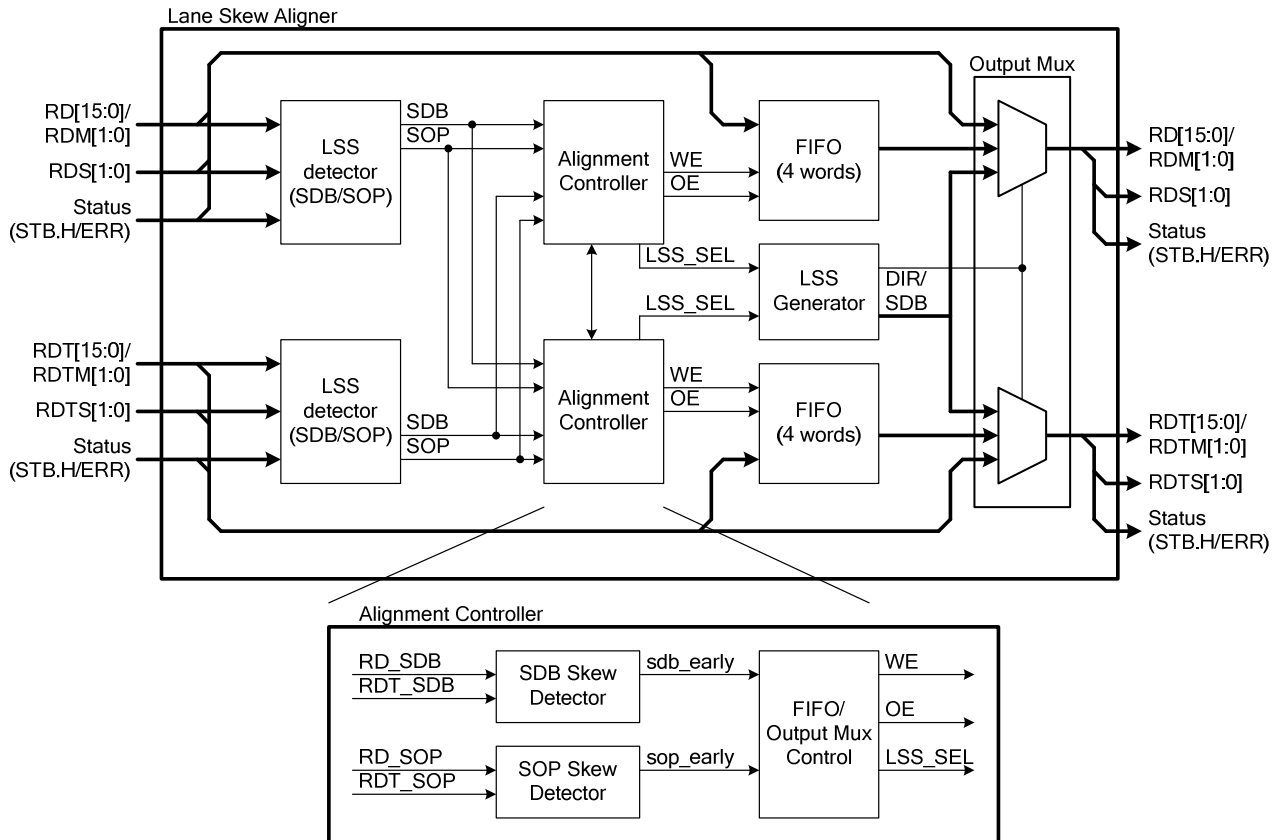 Lane Skew Aligner
Output Mux
RD[15:0]/
RDM[1:0]
RDS[1:0]
Status
(STB.H/ERR)
LSS
detector
(SDB/SOP)
SDB
SOP
Alignment
Controller
WE
OE
FIFO
(4 words)
RD[15:0]/
RDM[1:0]
RDS[1:0]
Status
(STB.H/ERR)
LSS_SEL
LSS_SEL
LSS
Generator
DIR/
SDB
RDT[15:0]/
RDTM[1:0]
RDTS[1:0]
Status
(STB.H/ERR)
LSS
detector
(SDB/SOP)
SDB
SOP
Alignment
Controller
WE
OE
FIFO
(4 words)
RDT[15:0]/
RDTM[1:0]
RDTS[1:0]
Status
(STB.H/ERR)
Alignment Controller
RD_SDB
RDT_SDB
SDB Skew
Detector
sdb_early
RD_SOP
RDT_SOP
SOP Skew
Detector
sop_early
FIFO/
Output Mux
Control
WE
OE
LSS_SEL